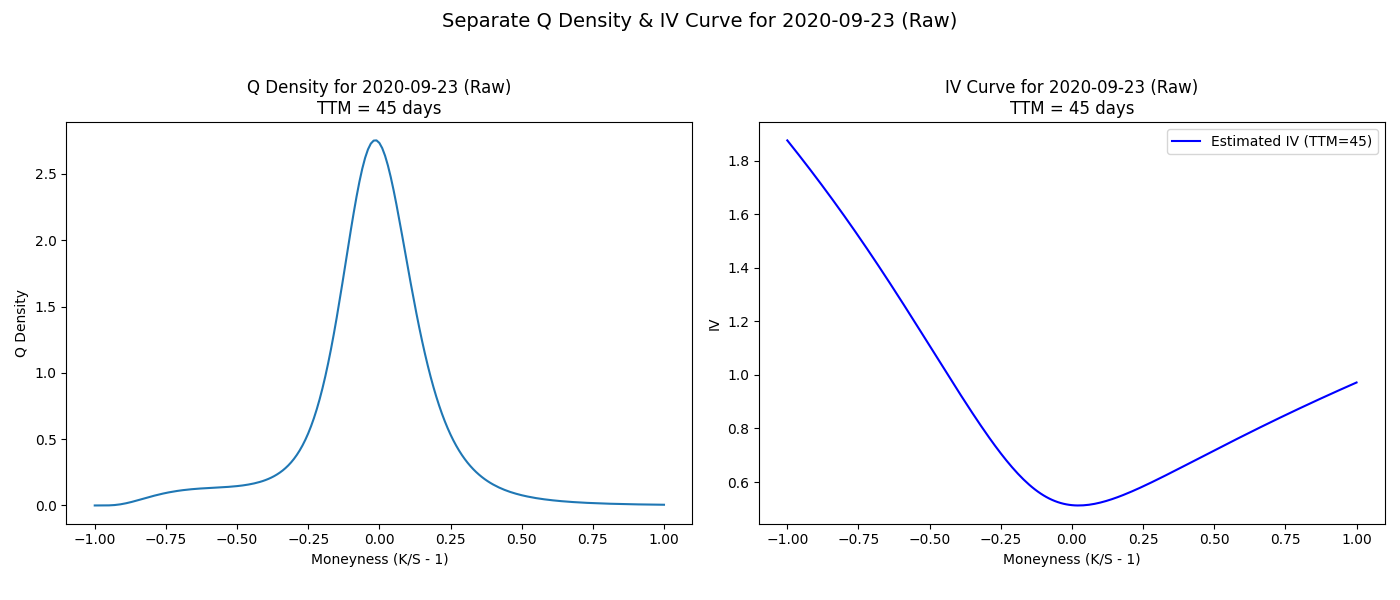 Separate Q Density & IV Curve for 2020-09-23 (Raw)
Q Density for 2020-09-23 (Raw)
TTM = 45 days
Q Density
2.5
2.0
1.5
1.0
0.5
0.0
−1.00 −0.75 −0.50 −0.25 0.00 0.25 0.50 0.75 1.00
Moneyness (K/S - 1)
IV Curve for 2020-09-23 (Raw)
TTM = 45 days
Estimated IV (TTM=45)
IV
1.8
1.6
1.4
1.2
1.0
0.8
0.6
−1.00 −0.75 −0.50 −0.25 0.00 0.25 0.50 0.75 1.00
Moneyness (K/S - 1)